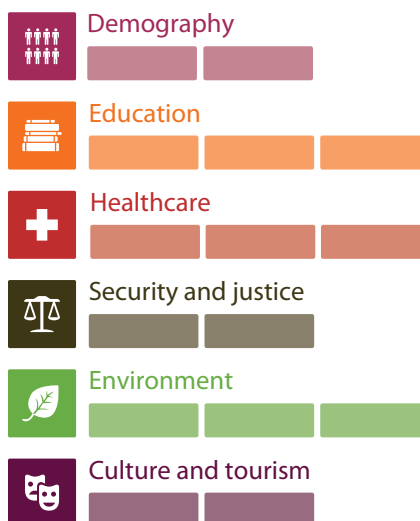 Demography
Education
Healthcare
Security and justice
Environment
Culture and tourism